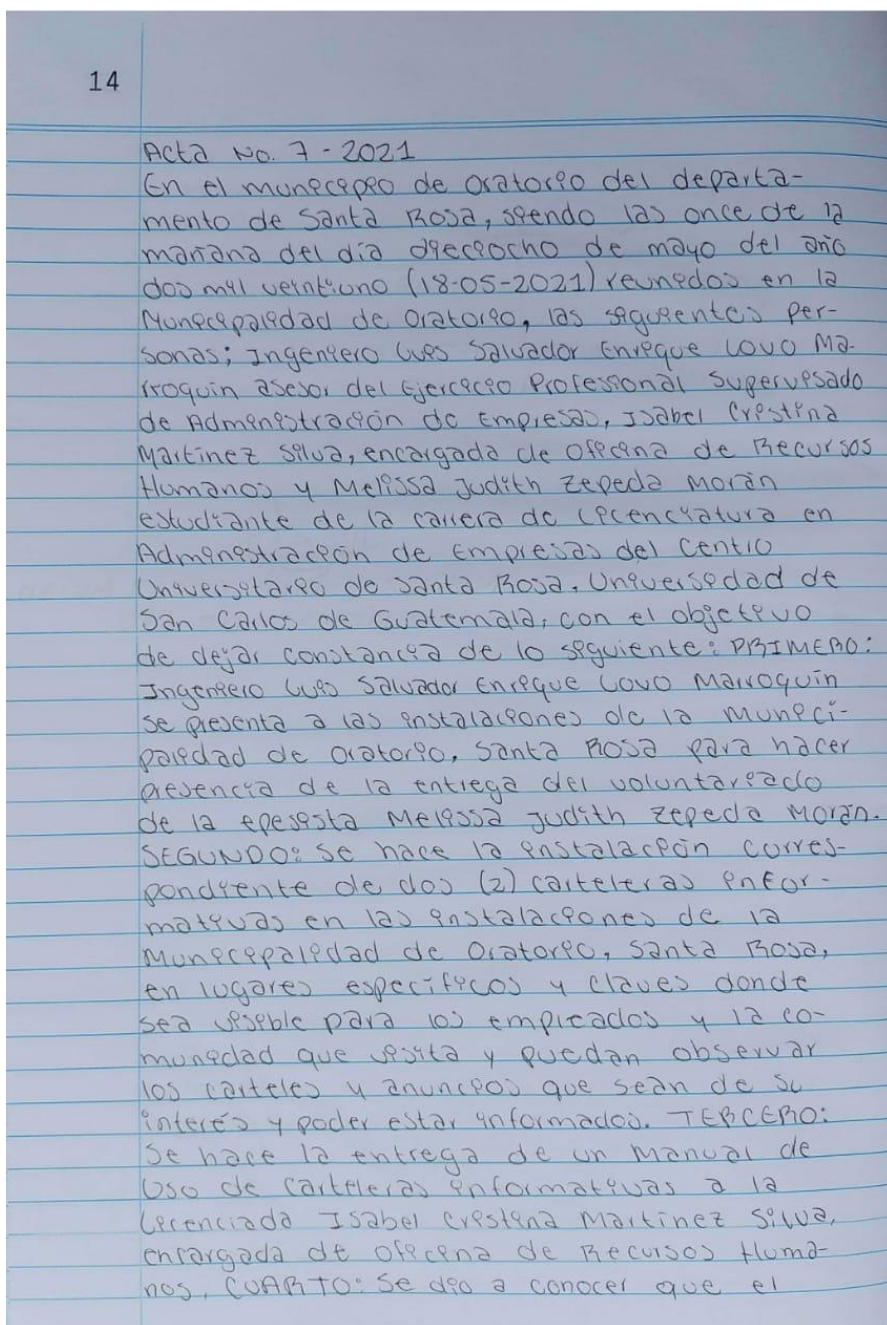 14
Acta No. 7 - 2021
En el municipio de Oratorio del departa-
mento de Santa Rosa, siendo las once de la
mañana del día dieciocho de mayo del año
dos mil veintiuno (18-05-2021) reunidos en la
Municipalidad de Oratorio, las siguientes per-
sonas; Ingeniero Luis Salvador Enrique Lovo Ma-
rroquín asesor del Ejercicio Profesional Supervisado
de Administración de Empresas, Isabel Cristina
Martínez Silva, encargada de Oficina de Recursos
Humanos y Melissa Judith Zepeda Morán
estudiante de la carrera de Licenciatura en
Administración de Empresas del Centro
Universitario de Santa Rosa, Universidad de
San Carlos de Guatemala, con el objetivo
de dejar constancia de lo siguiente: PRIMERO:
Ingeniero Luis Salvador Enrique Lovo Marroquín
se presenta a las instalaciones de la Munici-
palidad de Oratorio, Santa Rosa para hacer
presencia de la entrega del voluntariado
de la epesista Melissa Judith Zepeda Morán.
SEGUNDO: Se hace la instalación corres-
pondiente de dos (2) carteleras infor-
mativas en las instalaciones de la
Municipalidad de Oratorio, Santa Rosa,
en lugares específicos y claves donde
sea visible para los empleados y la co-
munidad que visita y puedan observar
los carteles y anuncios que sean de su
interés y poder estar informados. TERCERO:
Se hace la entrega de un Manual de
Uso de Carteleras informativas a la
Licenciada Isabel Cristina Martínez Silva,
encargada de Oficina de Recursos Huma-
nos, CUARTO: Se dio a conocer que el